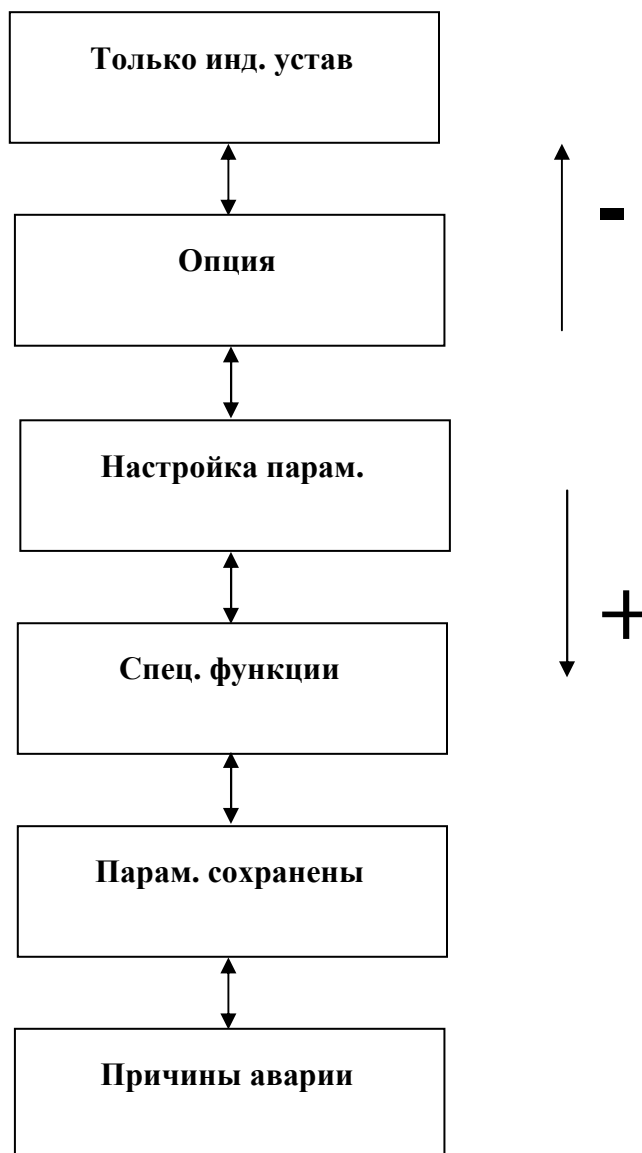 Только инд. устав
-
Опция
Настройка парам.
+
Спец. функции
Парам. сохранены
Причины аварии